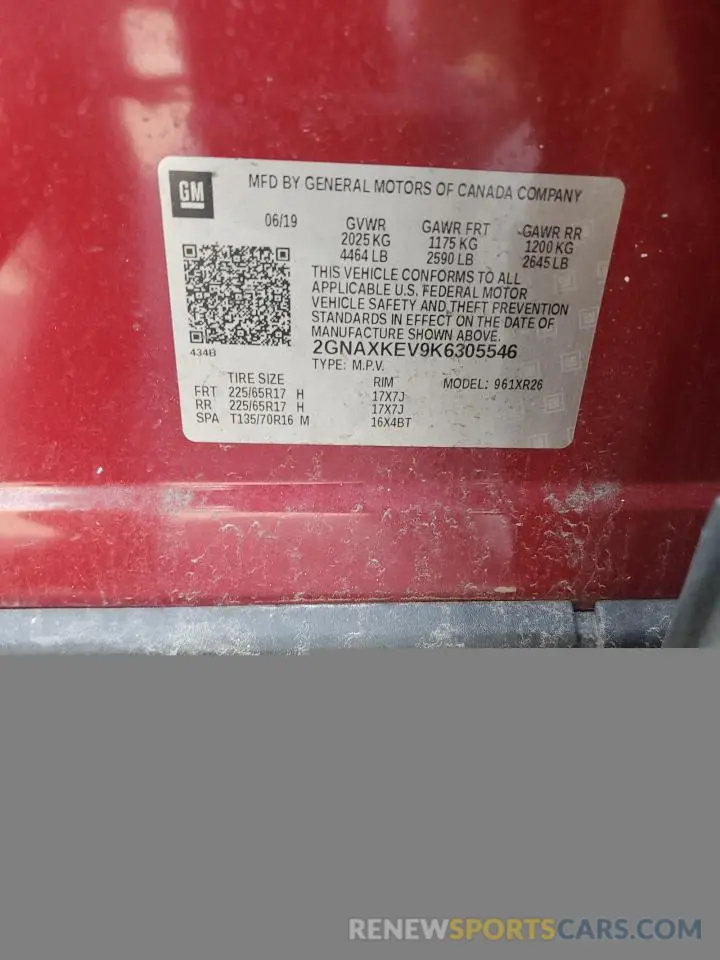 GM
MFD BY GENERAL MOTORS OF CANADA COMPANY
06/19 GVWR GAWR FRT GAWR RR
2025 KG 1175 KG 1200 KG
4464 LB 2590 LB 2645 LB
THIS VEHICLE CONFORMS TO ALL
APPLICABLE U.S. FEDERAL MOTOR
VEHICLE SAFETY AND THEFT PREVENTION
STANDARDS IN EFFECT ON THE DATE OF
MANUFACTURE SHOWN ABOVE.
434B 2GNAXKEV9K6305546
TYPE: M.P.V.
TIRE SIZE RIM MODEL: 961XR26
FRT 225/65R17 H 17X7J
RR 225/65R17 H 17X7J
SPA T135/70R16 M 16X4BT
RENEWSPORTSCARS.COM